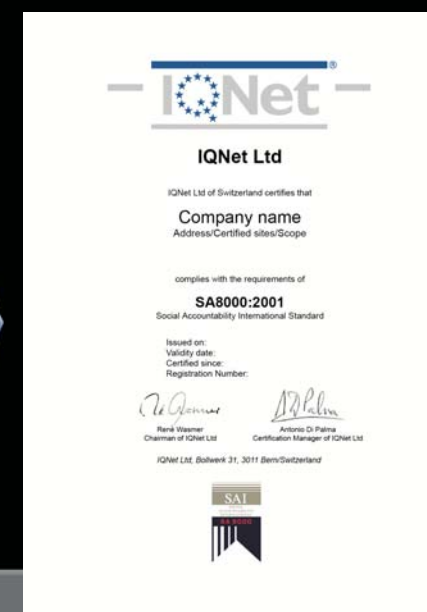 IQNet ®
IQNet Ltd
IQNet Ltd of Switzerland certifies that
Company name
Address/Certified sites/Scope
complies with the requirements of
SA8000:2001
Social Accountability International Standard
Issued on:
Validity date:
Certified since:
Registration Number:
René Wasmer
Antonio Di Palma
Chairman of IQNet Ltd
Certification Manager of IQNet Ltd
IQNet Ltd, Bollwerk 31, 3011 Bern/Switzerland
SAI
SA 8000